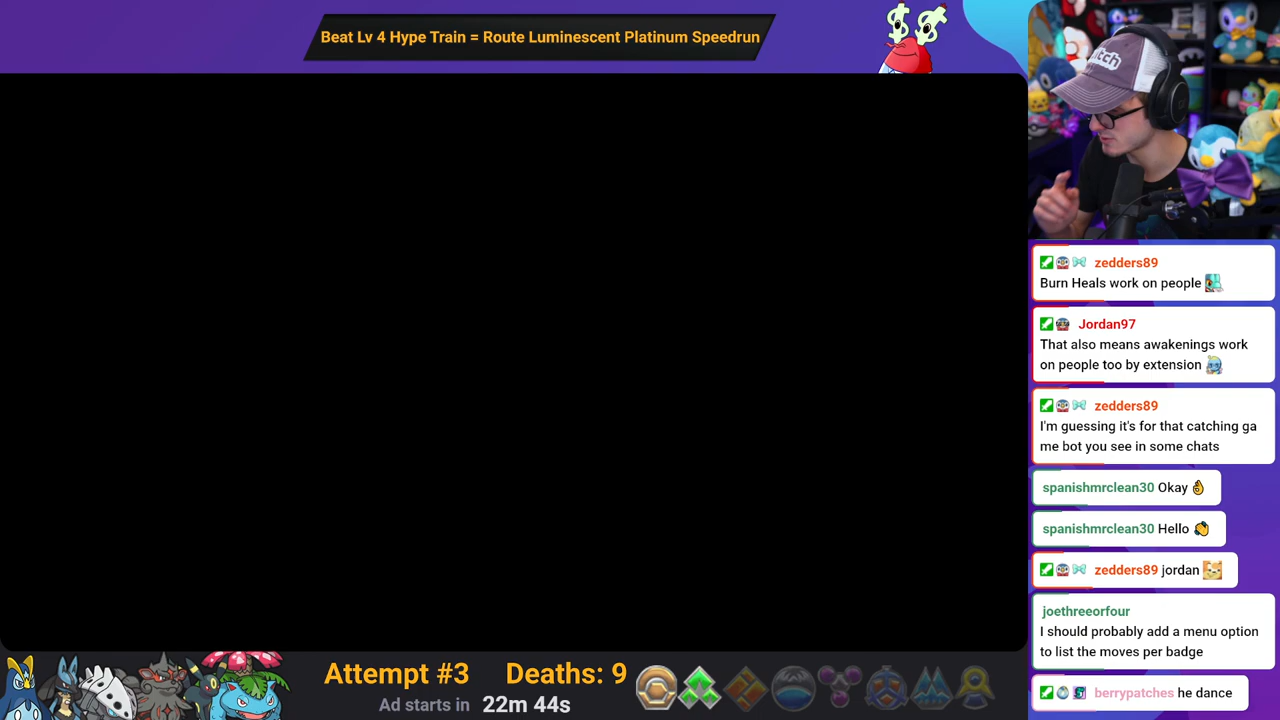 Beat Lv 4 Hype Train = Route Luminescent Platinum Speedrun
zedders89
Burn Heals work on people
Jordan97
That also means awakenings work
on people too by extension
zedders89
I'm guessing it's for that catching ga
me bot you see in some chats
spanishmrclean30 Okay
spanishmrclean30 Hello
zedders89 jordan
joethreeorfour
I should probably add a menu option
to list the moves per badge
berrypatches he dance
Attempt #3 Deaths: 9
Ad starts in 22m 44s